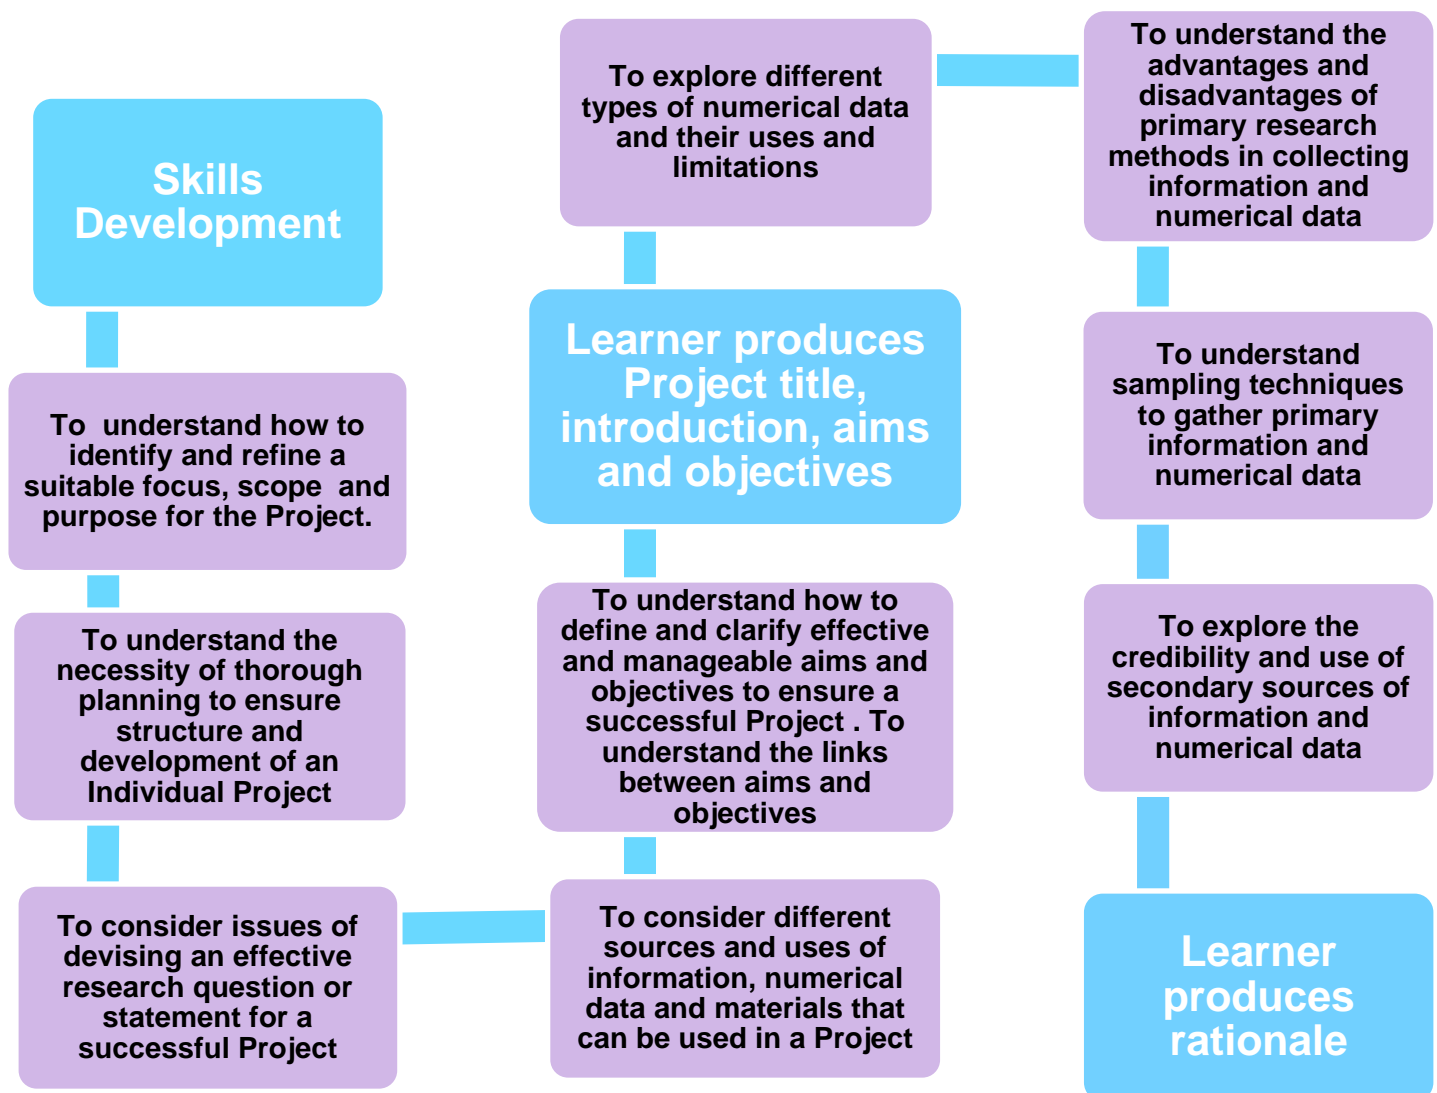 Skills
Development
To  understand how to
identify and refine a
suitable focus, scope  and
purpose for the Project.
To understand the
necessity of thorough
planning to ensure
structure and
development of an
Individual Project
To consider issues of
devising an effective
research question or
statement for a
successful Project
To consider different
sources and uses of
information, numerical
data and materials that
can be used in a Project
To understand how to
define and clarify effective
and manageable aims and
objectives to ensure a
successful Project . To
understand the links
between aims and
objectives
Learner produces
Project title,
introduction, aims
and objectives
To explore different
types of numerical data
and their uses and
limitations
To understand the
advantages and
disadvantages of
primary research
methods in collecting
information and
numerical data
To understand
sampling techniques
to gather primary
information and
numerical data
To explore the
credibility and use of
secondary sources of
information and
numerical data
Learner
produces
rationale